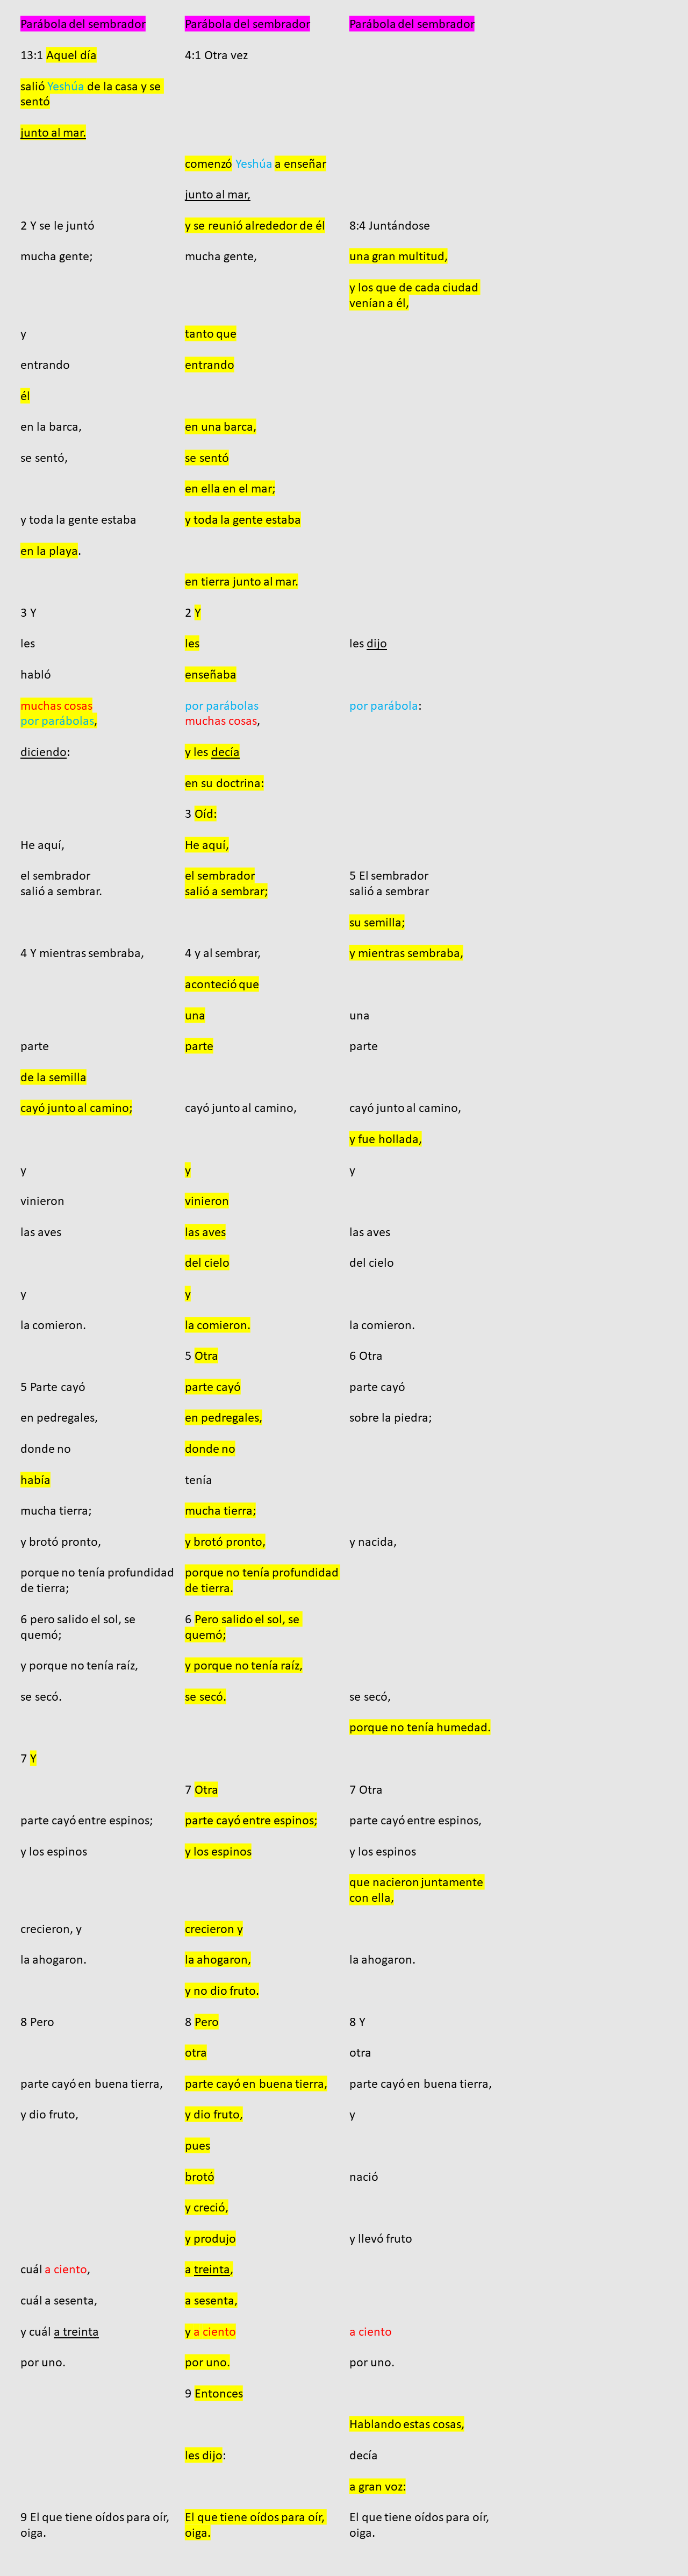 Parábola del sembrador Parábola del sembrador Parábola del sembrador
13:1 Aquel día 4:1 Otra vez
salió Yeshúa de la casa y se
sentó
junto al mar.
comenzó Yeshúa a enseñar
junto al mar,
2 Y se le juntó y se reunió alrededor de él 8:4 Juntándose
mucha gente; mucha gente, una gran multitud,
y los que de cada ciudad
venían a él,
y tanto que
entrando entrando
él
en la barca, en una barca,
se sentó, se sentó
en ella en el mar;
y toda la gente estaba y toda la gente estaba
en la playa.
en tierra junto al mar.
3 Y 2 Y
les les les dijo
habló enseñaba
muchas cosas por parábolas por parábola:
por parábolas, muchas cosas,
diciendo: y les decía
en su doctrina:
3 Oíd:
He aquí, He aquí,
el sembrador el sembrador 5 El sembrador
salió a sembrar. salió a sembrar; salió a sembrar
su semilla;
4 Y mientras sembraba, 4 y al sembrar, y mientras sembraba,
aconteció que
una una
parte parte parte
de la semilla
cayó junto al camino; cayó junto al camino, cayó junto al camino,
y fue hollada,
y y y
vinieron vinieron
las aves las aves las aves
del cielo del cielo
y y
la comieron. la comieron. la comieron.
5 Otra 6 Otra
5 Parte cayó parte cayó parte cayó
en pedregales, en pedregales, sobre la piedra;
donde no donde no
había tenía
mucha tierra; mucha tierra;
y brotó pronto, y brotó pronto, y nacida,
porque no tenía profundidad porque no tenía profundidad
de tierra; de tierra.
6 pero salido el sol, se 6 Pero salido el sol, se
quemó; quemó;
y porque no tenía raíz, y porque no tenía raíz,
se secó. se secó. se secó,
porque no tenía humedad.
7 Y
7 Otra 7 Otra
parte cayó entre espinos; parte cayó entre espinos; parte cayó entre espinos,
y los espinos y los espinos y los espinos
que nacieron juntamente
con ella,
crecieron, y crecieron y
la ahogaron. la ahogaron, la ahogaron.
y no dio fruto.
8 Pero 8 Pero 8 Y
otra otra
parte cayó en buena tierra, parte cayó en buena tierra, parte cayó en buena tierra,
y dio fruto, y dio fruto, y
pues
brotó nació
y creció,
y produjo y llevó fruto
cuál a ciento, a treinta,
cuál a sesenta, a sesenta,
y cuál a treinta y a ciento a ciento
por uno. por uno. por uno.
9 Entonces
Hablando estas cosas,
les dijo: decía
a gran voz:
9 El que tiene oídos para oír, El que tiene oídos para oír, El que tiene oídos para oír,
oiga. oiga. oiga.